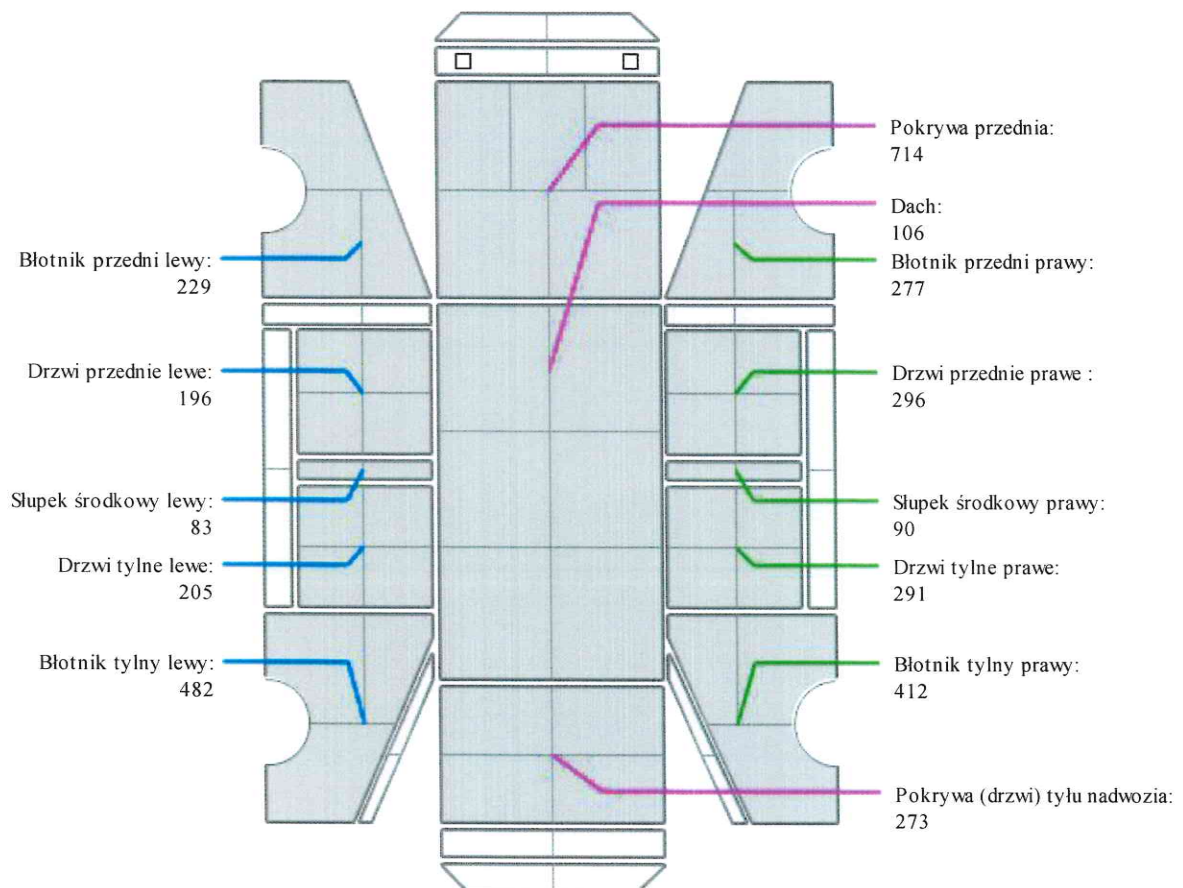 Pokrywa przednia:
714
Dach:
106
Błotnik przedni lewy:
229
Błotnik przedni prawy:
277
Drzwi przednie lewe:
196
Drzwi przednie prawe :
296
Słupek środkowy lewy:
83
Słupek środkowy prawy:
90
Drzwi tylne lewe:
205
Drzwi tylne prawe:
291
Błotnik tylny lewy:
482
Błotnik tylny prawy:
412
Pokrywa (drzwi) tyłu nadwozia:
273